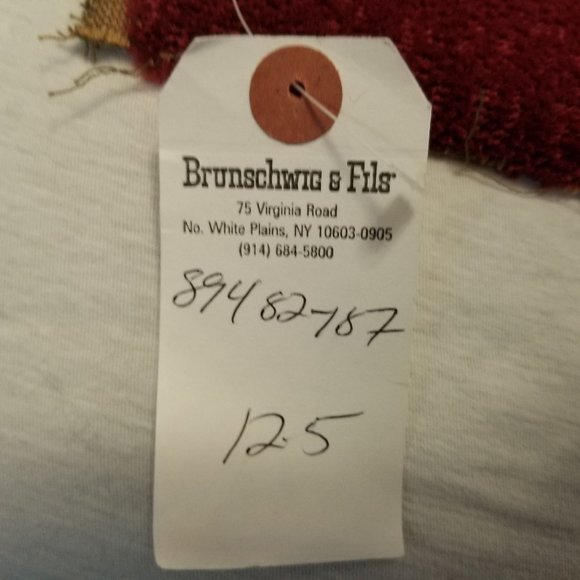 Brunschwig & Fils
75 Virginia Road
No. White Plains, NY 10603-0905
(914) 684-5800
89482-187
12.5